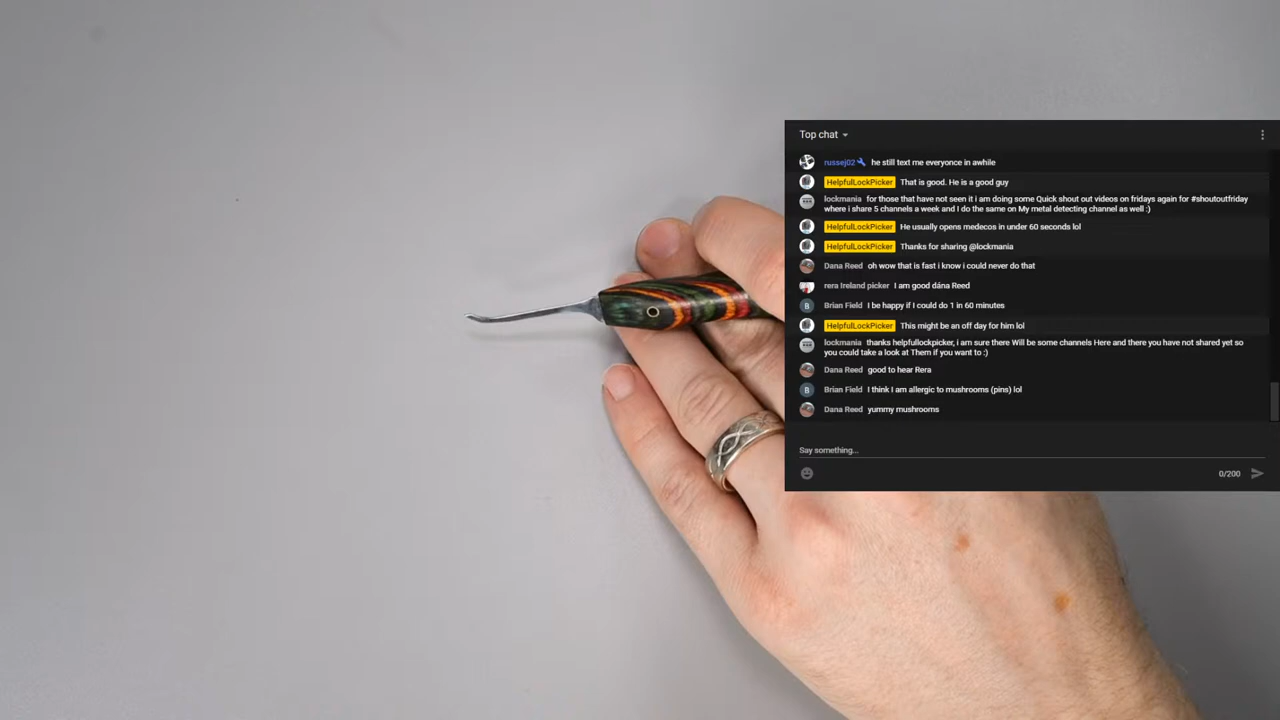 Top chat
russej02 he still text me everyonce in awhile
HelpfulLockPicker That is good. He is a good guy
lockmania for those that have not seen it i am doing some Quick shout out videos on fridays again for #shoutoutfriday
where i share 5 channels a week and I do the same on My metal detecting channel as well :)
HelpfulLockPicker He usually opens medecos in under 60 seconds lol
HelpfulLockPicker Thanks for sharing @lockmania
Dana Reed oh wow that is fast i know i could never do that
rera Ireland picker I am good dána Reed
Brian Field I be happy if I could do 1 in 60 minutes
HelpfulLockPicker This might be an off day for him lol
lockmania thanks helpfullockpicker, i am sure there Will be some channels Here and there you have not shared yet so
you could take a look at Them if you want to :)
Dana Reed good to hear Rera
B Brian Field I think I am allergic to mushrooms (pins) lol
Dana Reed yummy mushrooms
Say something...
0/200